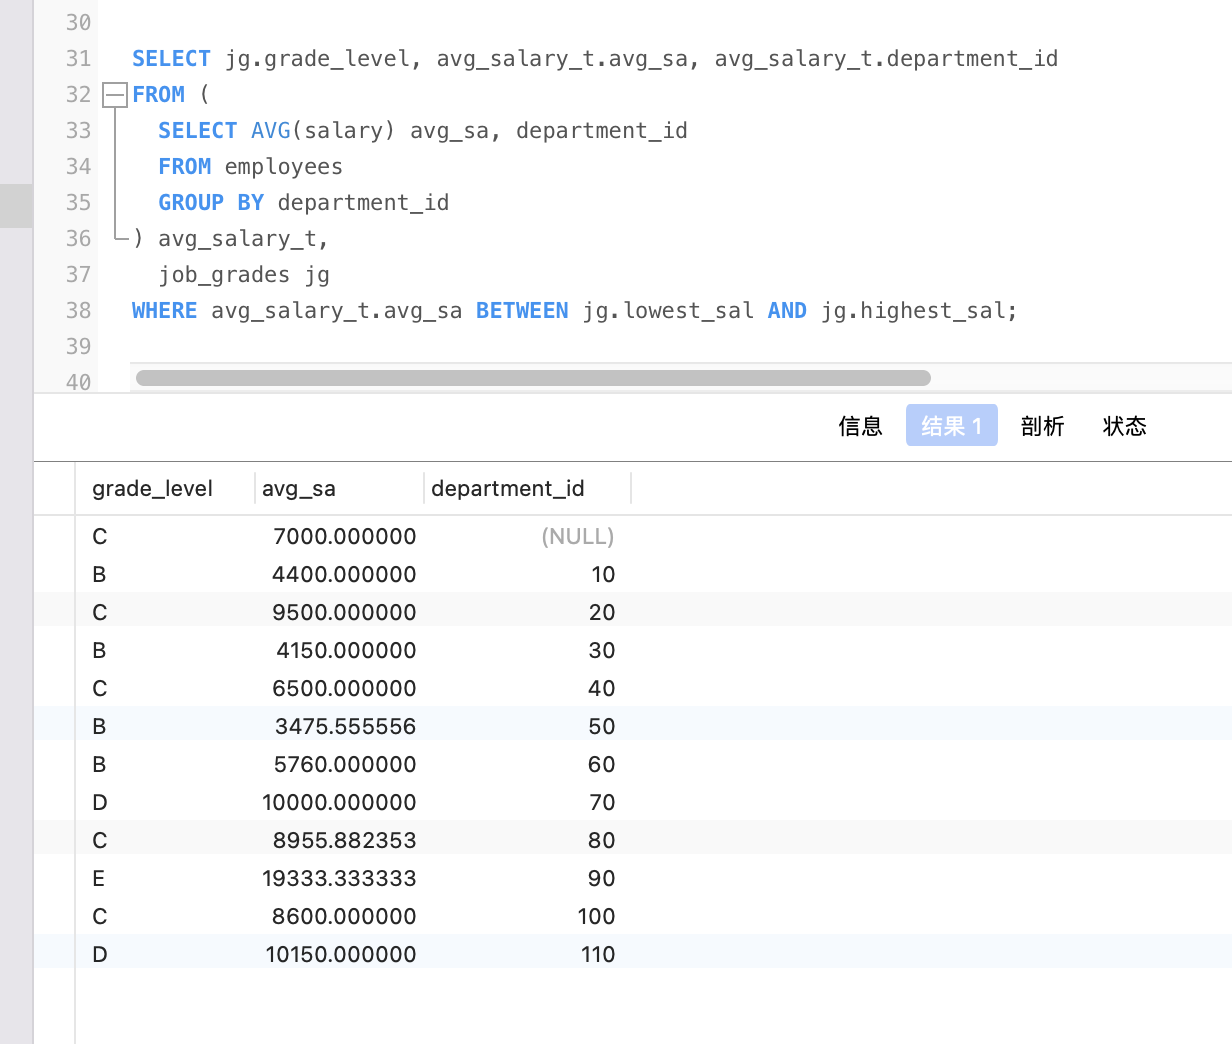 30
31 SELECT jg.grade_level, avg_salary_t.avg_sa, avg_salary_t.department_id
32 FROM (
33 SELECT AVG(salary) avg_sa, department_id
34 FROM employees
35 GROUP BY department_id
36 ) avg_salary_t,
37 job_grades jg
38 WHERE avg_salary_t.avg_sa BETWEEN jg.lowest_sal AND jg.highest_sal;
39
40
信息 结果 1 剖析 状态
grade_level avg_sa department_id
C 7000.000000 (NULL)
B 4400.000000 10
C 9500.000000 20
B 4150.000000 30
C 6500.000000 40
B 3475.555556 50
B 5760.000000 60
D 10000.000000 70
C 8955.882353 80
E 19333.333333 90
C 8600.000000 100
D 10150.000000 110